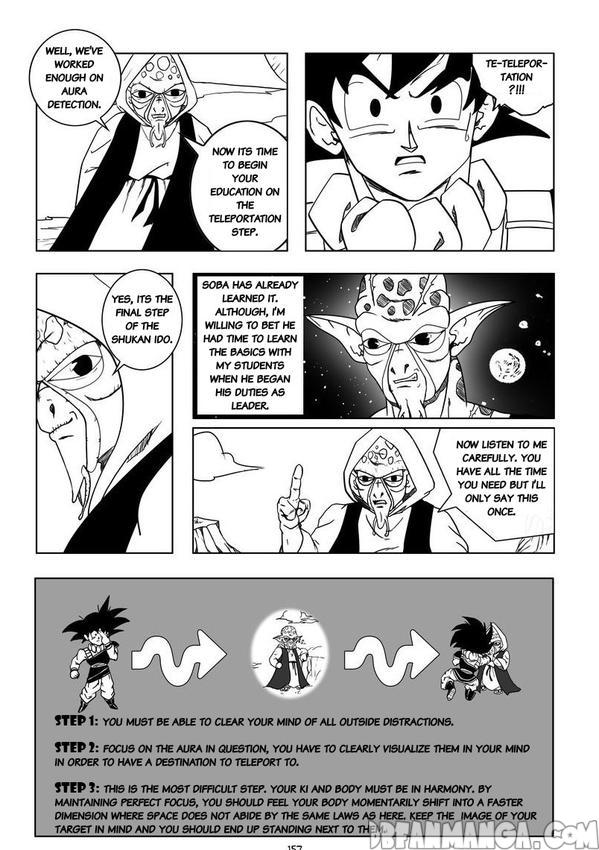 WELL, WE'VE
WORKED
ENOUGH ON
AURA
DETECTION.
NOW ITS TIME
TO BEGIN
YOUR
EDUCATION ON
THE
TELEPORTATION
STEP.
TE-TELEPOR-
TATION
?!!!
YES, ITS THE
FINAL STEP
OF THE
SHUKAN IDO.
SOBA HAS ALREADY
LEARNED IT.
ALTHOUGH, I'M
WILLING TO BET HE
HAD TIME TO LEARN
THE BASICS WITH
MY STUDENTS
WHEN HE BEGAN
HIS DUTIES AS
LEADER.
NOW LISTEN TO ME
CAREFULLY. YOU
HAVE ALL THE TIME
YOU NEED BUT I'LL
ONLY SAY THIS
ONCE.
STEP 1: YOU MUST BE ABLE TO CLEAR YOUR MIND OF ALL OUTSIDE DISTRACTIONS.
STEP 2: FOCUS ON THE AURA IN QUESTION, YOU HAVE TO CLEARLY VISUALIZE THEM IN YOUR MIND
IN ORDER TO HAVE A DESTINATION TO TELEPORT TO.
STEP 3: THIS IS THE MOST DIFFICULT STEP. YOUR KI AND BODY MUST BE IN HARMONY. BY
MAINTAINING PERFECT FOCUS, YOU SHOULD FEEL YOUR BODY MOMENTARILY SHIFT INTO A FASTER
DIMENSION WHERE SPACE DOES NOT ABIDE BY THE SAME LAWS AS HERE. KEEP THE IMAGE OF YOUR
TARGET IN MIND AND YOU SHOULD END UP STANDING NEXT TO THEM.
DBFANMANGA.COM
157